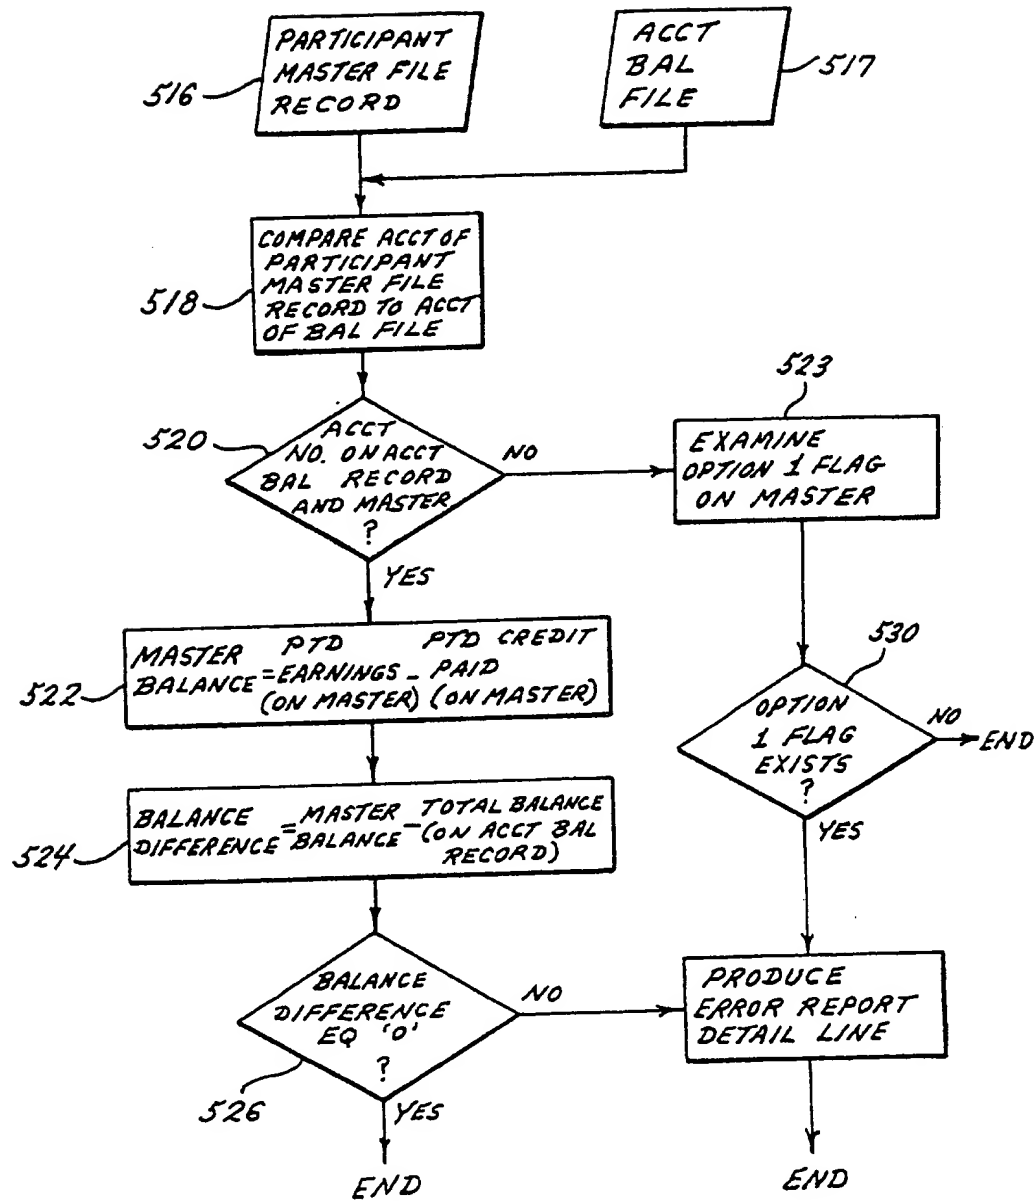 PARTICIPANT
MASTER FILE
RECORD
516
ACCT
BAL
FILE
517
COMPARE ACCT OF
PARTICIPANT
MASTER FILE
RECORD TO ACCT
OF BAL FILE
518
ACCT
NO. ON ACCT
BAL RECORD
AND MASTER
?
520
NO
YES
523
EXAMINE
OPTION 1 FLAG
ON MASTER
MASTER PTD PTD CREDIT
BALANCE = EARNINGS - PAID
(ON MASTER) (ON MASTER)
522
530
OPTION
1 FLAG
EXISTS
?
NO
END
YES
BALANCE = MASTER - TOTAL BALANCE
DIFFERENCE BALANCE (ON ACCT BAL
RECORD)
524
BALANCE
DIFFERENCE
EQ '0'
?
526
NO
YES
END
PRODUCE
ERROR REPORT
DETAIL LINE
END